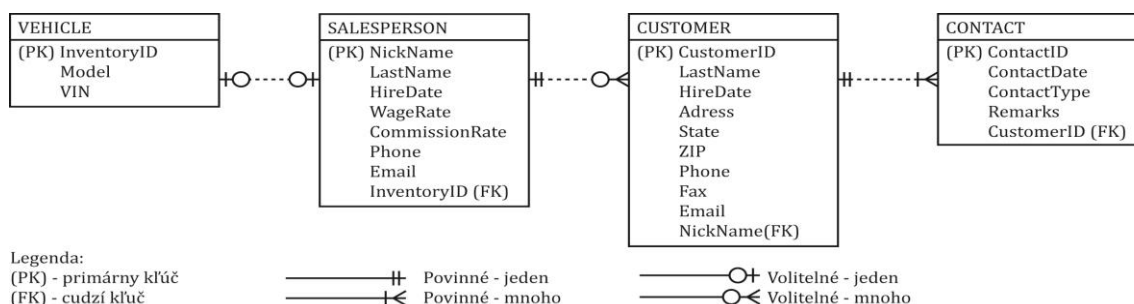 VEHICLE
(PK) InventoryID
Model
VIN
SALESPERSON
(PK) NickName
LastName
HireDate
WageRate
CommissionRate
Phone
Email
InventoryID (FK)
CUSTOMER
(PK) CustomerID
LastName
HireDate
Adress
State
ZIP
Phone
Fax
Email
NickName(FK)
CONTACT
(PK) ContactID
ContactDate
ContactType
Remarks
CustomerID (FK)
Legenda:
(PK) - primárny kľúč
(FK) - cudzí kľuč
Povinné - jeden
Povinné - mnoho
Volitelné - jeden
Volitelné - mnoho